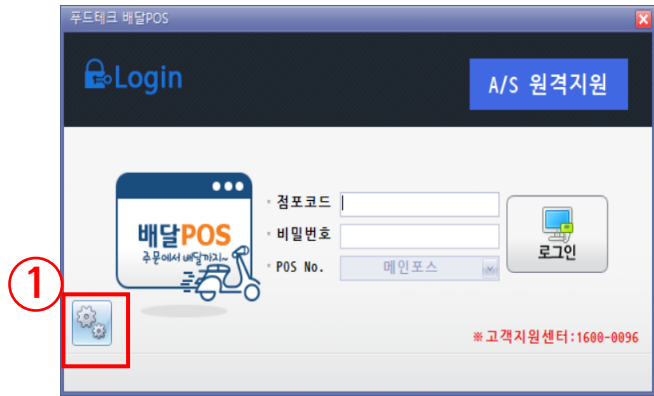 푸드테크 배달POS
Login
A/S 원격지원
점포코드
배달POS
주문에서 배달까지~
비밀번호
POS No. 메인포스
로그인
1
※고객지원센터:1600-0096